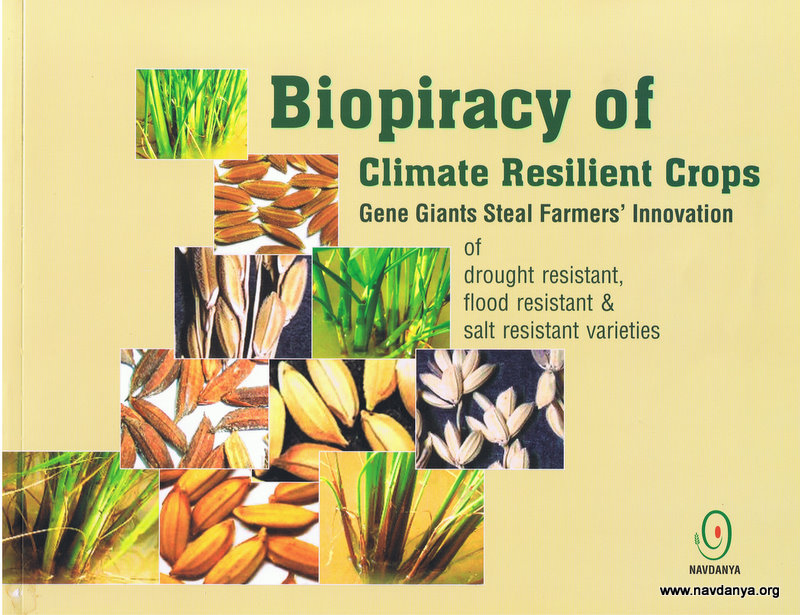 Biopiracy of
Climate Resilient Crops
Gene Giants Steal Farmers' Innovation
of
drought resistant,
flood resistant &
salt resistant varieties
NAVDANYA
www.navdanya.org